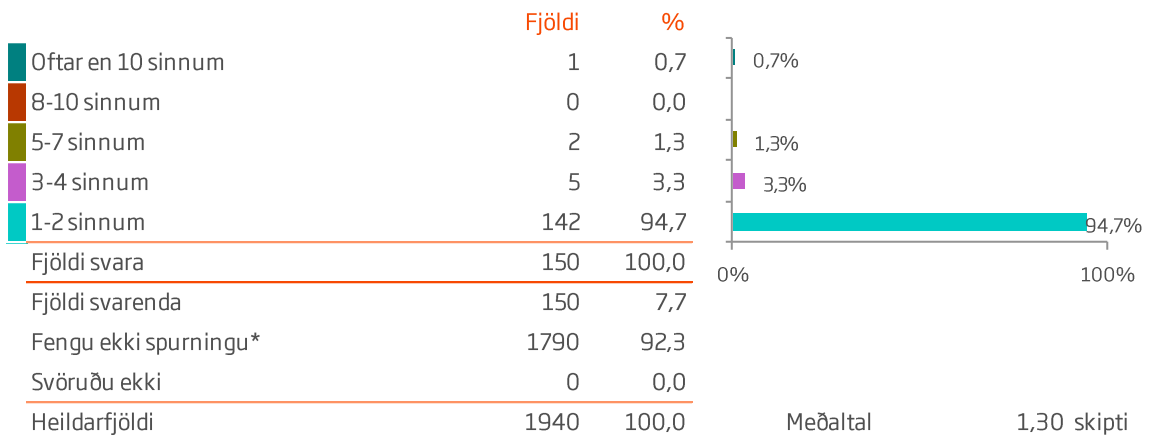 Fjöldi %
Oftar en 10 sinnum 1 0,7 0,7%
8-10 sinnum 0 0,0
5-7 sinnum 2 1,3 1,3%
3-4 sinnum 5 3,3 3,3%
1-2 sinnum 142 94,7 94,7%
Fjöldi svara 150 100,0 0% 100%
Fjöldi svarenda 150 7,7
Fengu ekki spurningu* 1790 92,3
Svöruðu ekki 0 0,0
Heildarfjöldi 1940 100,0 Meðaltal 1,30 skipti